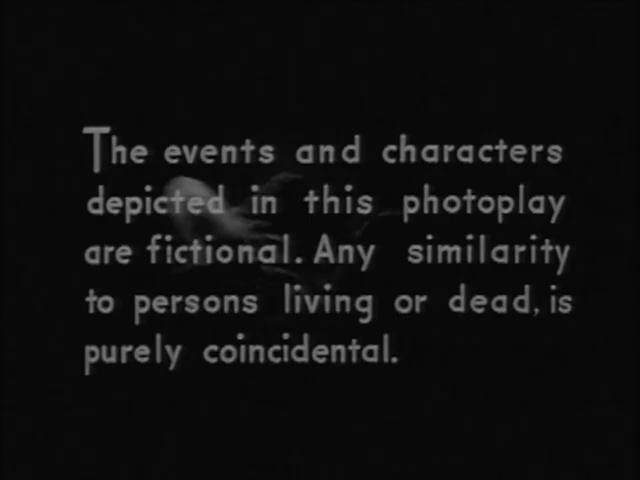 The events and characters
depicted in this photoplay
are fictional. Any similarity
to persons living or dead, is
purely coincidental.